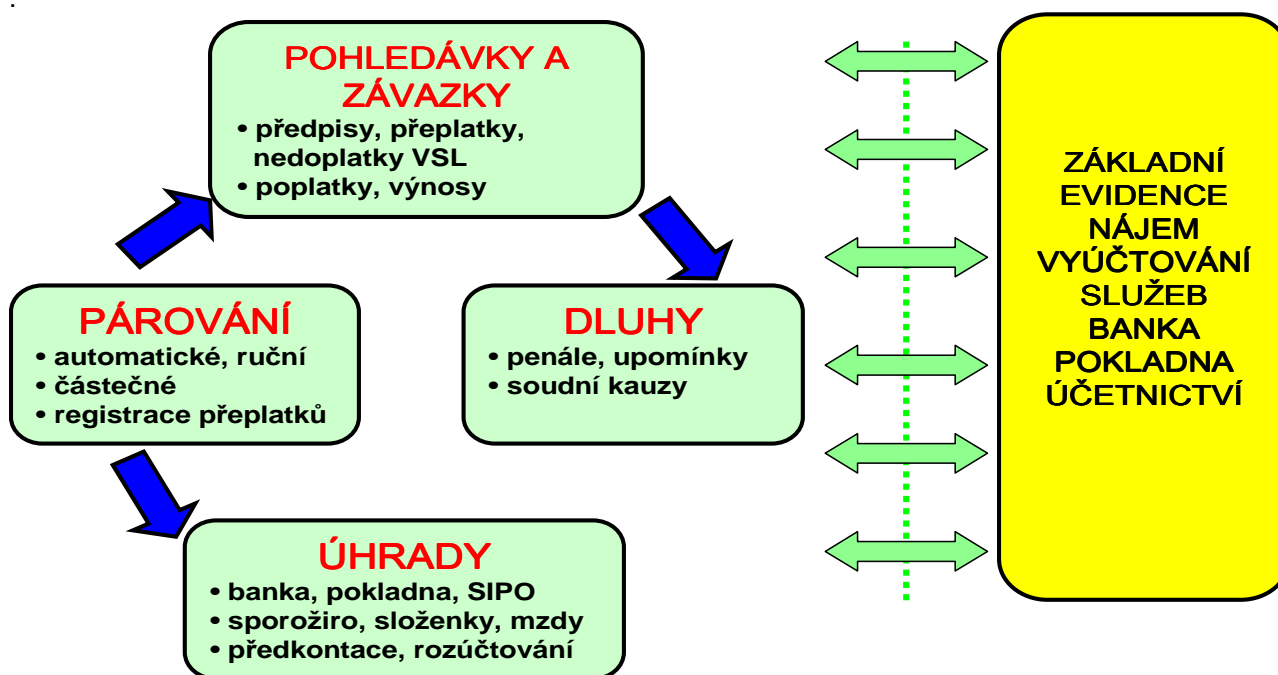 .
POHLEDÁVKY A
ZÁVAZKY
• předpisy, přeplatky,
nedoplatky VSL
• poplatky, výnosy
PÁROVÁNÍ
• automatické, ruční
• částečné
• registrace přeplatků
DLUHY
• penále, upomínky
• soudní kauzy
ÚHRADY
• banka, pokladna, SIPO
• sporožiro, složenky, mzdy
• předkontace, rozúčtování
ZÁKLADNÍ
EVIDENCE
NÁJEM
VYÚČTOVÁNÍ
SLUŽEB
BANKA
POKLADNA
ÚČETNICTVÍ